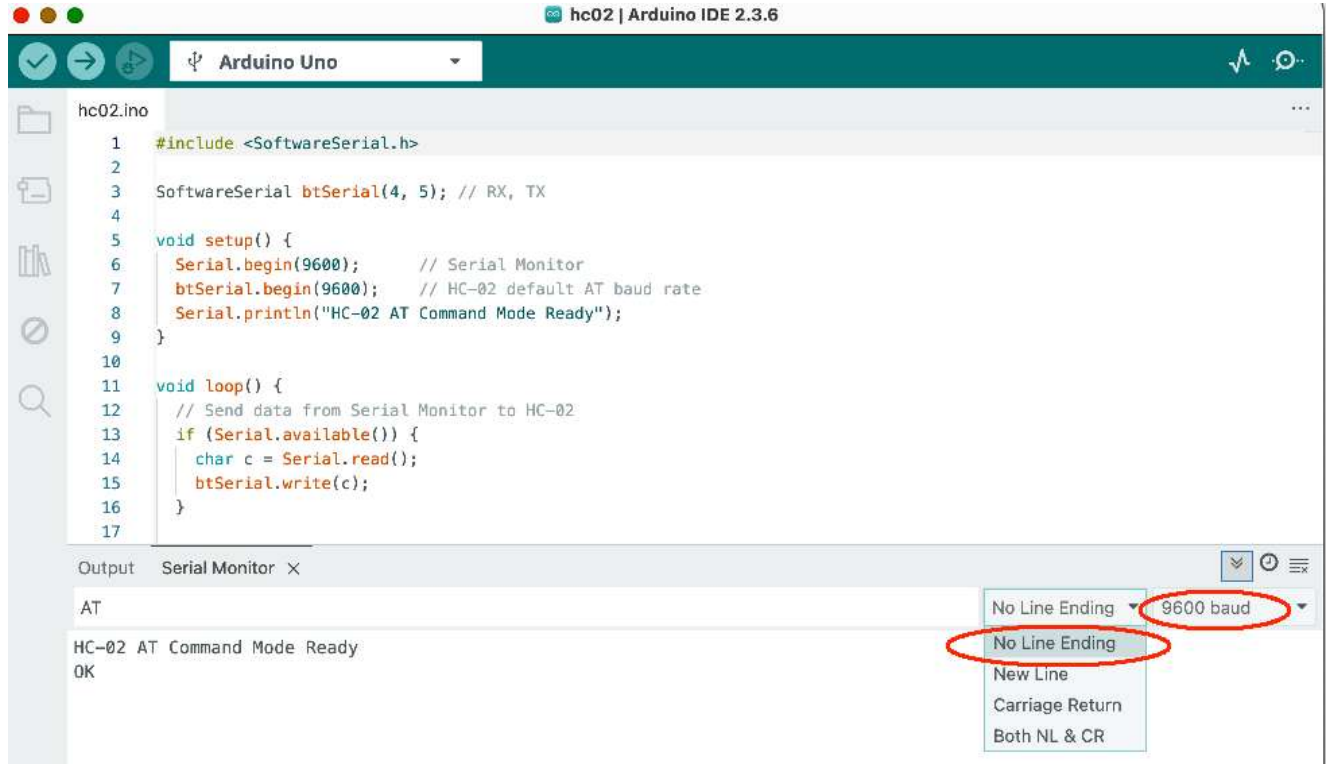 hc02 | Arduino IDE 2.3.6
Arduino Uno
hc02.ino
1 #include <SoftwareSerial.h>
2
3 SoftwareSerial btSerial(4, 5); // RX, TX
4
5 void setup() {
6 Serial.begin(9600); // Serial Monitor
7 btSerial.begin(9600); // HC-02 default AT baud rate
8 Serial.println("HC-02 AT Command Mode Ready");
9 }
10
11 void loop() {
12 // Send data from Serial Monitor to HC-02
13 if (Serial.available()) {
14 char c = Serial.read();
15 btSerial.write(c);
16 }
17
Output Serial Monitor
AT No Line Ending 9600 baud
HC-02 AT Command Mode Ready No Line Ending
OK New Line
Carriage Return
Both NL & CR